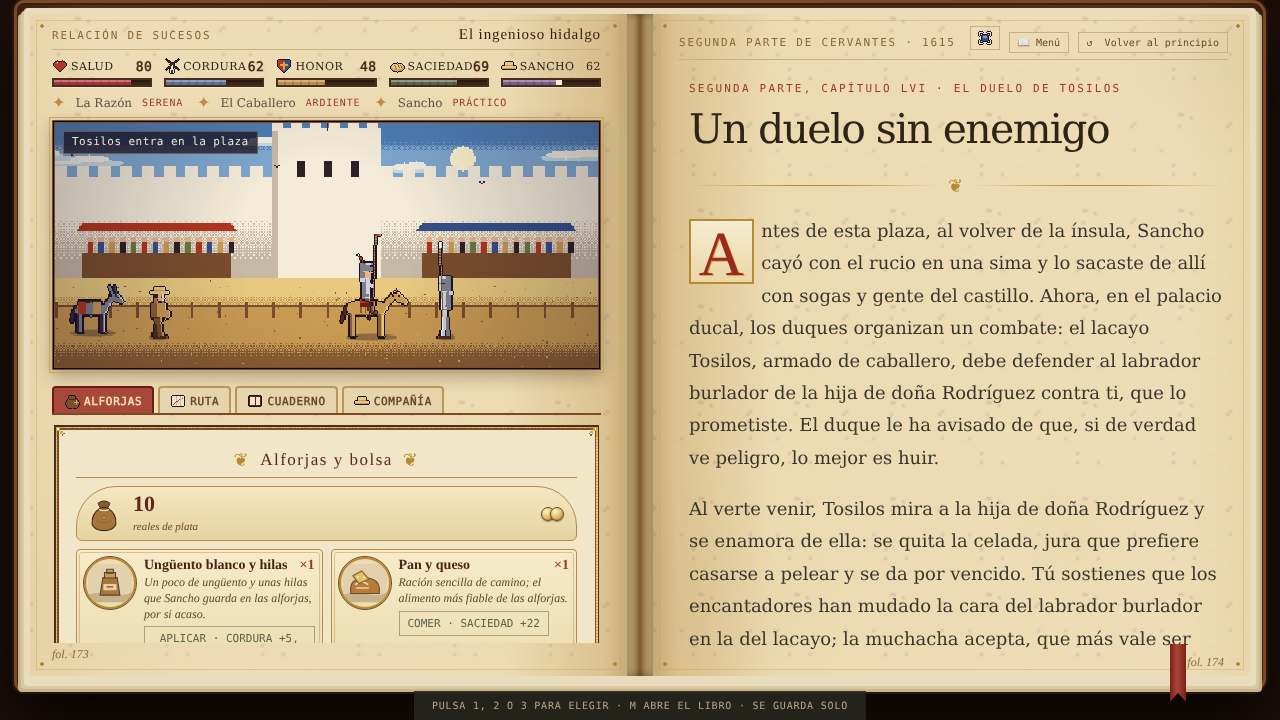 RELACIÓN DE SUCESOS
El ingenioso hidalgo
SALUD 80
CORDURA 62
HONOR 48
SACIEDAD 69
SANCHO 62
La Razón SERENA
El Caballero ARDIENTE
Sancho PRÁCTICO
Tosilos entra en la plaza
ALFORJAS
RUTA
CUADERNO
COMPAÑÍA
Alforjas y bolsa
10
reales de plata
Ungüento blanco y hilas ×1
Un poco de ungüento y unas hilas
que Sancho guarda en las alforjas,
por si acaso.
APLICAR · CORDURA +5,
Pan y queso ×1
Ración sencilla de camino; el
alimento más fiable de las alforjas.
COMER · SACIEDAD +22
fol. 173
SEGUNDA PARTE DE CERVANTES · 1615
Menú
↺ Volver al principio
SEGUNDA PARTE, CAPÍTULO LVI · EL DUELO DE TOSILOS
Un duelo sin enemigo
Antes de esta plaza, al volver de la ínsula, Sancho
cayó con el rucio en una sima y lo sacaste de allí
con sogas y gente del castillo. Ahora, en el palacio
ducal, los duques organizan un combate: el lacayo
Tosilos, armado de caballero, debe defender al labrador
burlador de la hija de doña Rodríguez contra ti, que lo
prometiste. El duque le ha avisado de que, si de verdad
ve peligro, lo mejor es huir.
Al verte venir, Tosilos mira a la hija de doña Rodríguez y
se enamora de ella: se quita la celada, jura que prefiere
casarse a pelear y se da por vencido. Tú sostienes que los
encantadores han mudado la cara del labrador burlador
en la del lacayo; la muchacha acepta, que más vale ser
fol. 174
PULSA 1, 2 O 3 PARA ELEGIR · M ABRE EL LIBRO · SE GUARDA SOLO